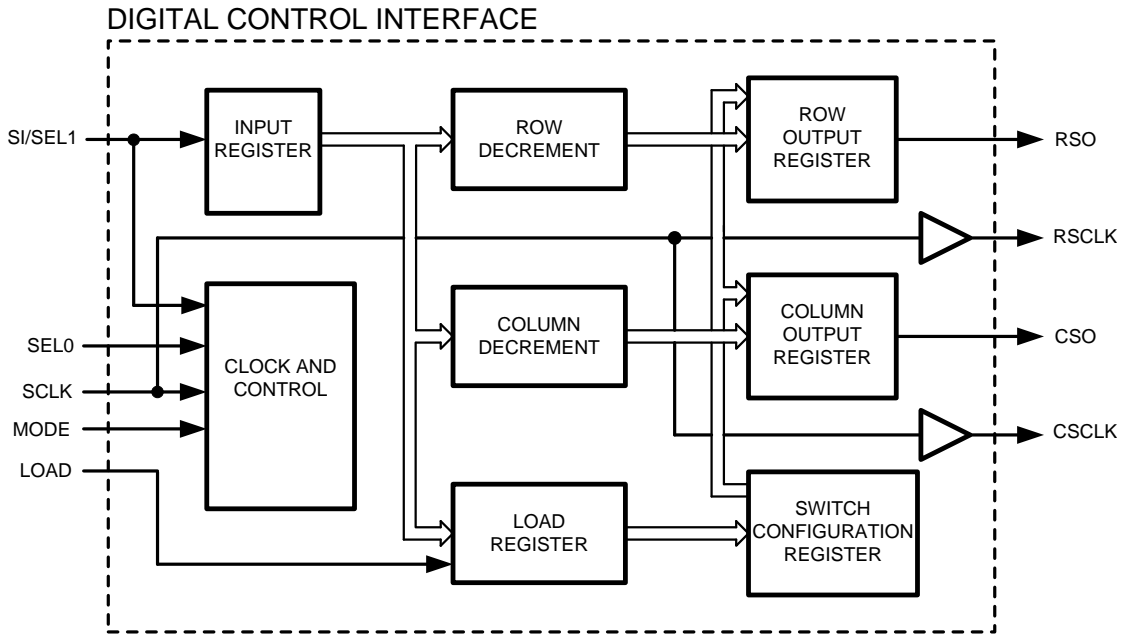 DIGITAL CONTROL INTERFACE
SI/SEL1
INPUT
REGISTER
ROW
DECREMENT
ROW
OUTPUT
REGISTER
RSO
RSCLK
SEL0
SCLK
MODE
LOAD
CLOCK AND
CONTROL
COLUMN
DECREMENT
COLUMN
OUTPUT
REGISTER
CSO
CSCLK
LOAD
REGISTER
SWITCH
CONFIGURATION
REGISTER